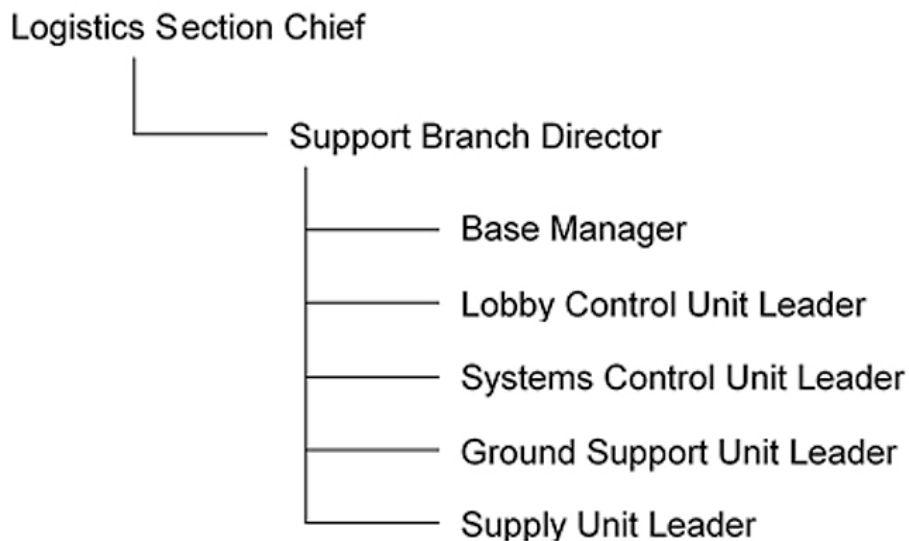 Logistics Section Chief
Support Branch Director
Base Manager
Lobby Control Unit Leader
Systems Control Unit Leader
Ground Support Unit Leader
Supply Unit Leader